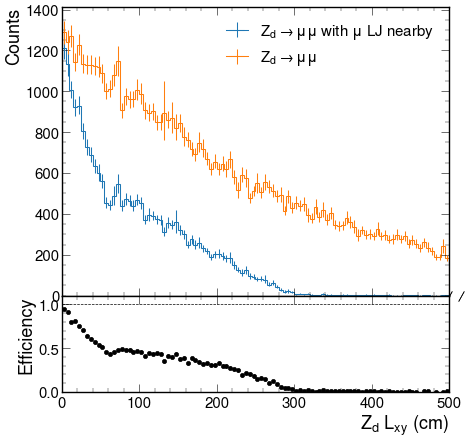 Counts
1400
1200
1000
800
600
400
200
0
Z_d → μ μ with μ LJ nearby
Z_d → μ μ
Efficiency
1.0
0.5
0.0
0 100 200 300 400 500
Z_d L_xy (cm)